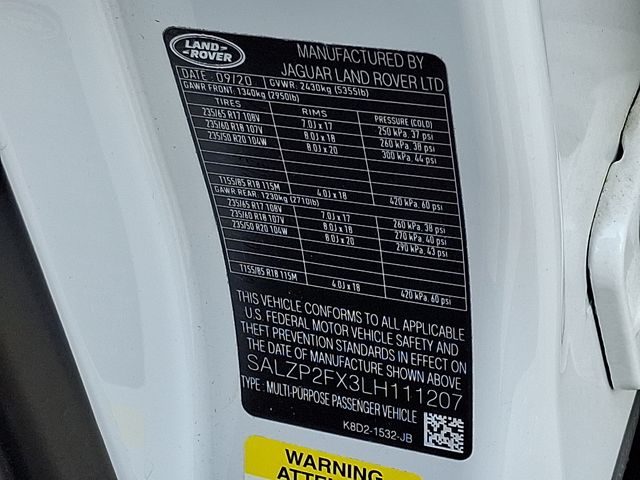 LAND
ROVER
MANUFACTURED BY
JAGUAR LAND ROVER LTD
DATE : 09/20 GVWR: 2430kg (5355lb)
GAWR FRONT: 1340kg (2950lb)
TIRES RIMS PRESSURE (COLD)
235/65 R17 108V 7.0J x 17 250 kPa, 37 psi
235/60 R18 107V 8.0J x 18 260 kPa, 38 psi
235/50 R20 104W 8.0J x 20 300 kPa, 44 psi
T155/85 R18 115M 4.0J x 18 420 kPa, 60 psi
GAWR REAR: 1230kg (2710lb)
235/65 R17 108V 7.0J x 17 260 kPa, 38 psi
235/60 R18 107V 8.0J x 18 270 kPa, 40 psi
235/50 R20 104W 8.0J x 20 290 kPa, 43 psi
T155/85 R18 115M 4.0J x 18 420 kPa, 60 psi
THIS VEHICLE CONFORMS TO ALL APPLICABLE
U.S. FEDERAL MOTOR VEHICLE SAFETY AND
THEFT PREVENTION STANDARDS IN EFFECT ON
THE DATE OF MANUFACTURE SHOWN ABOVE
SALZP2FX3LH111207
TYPE : MULTI-PURPOSE PASSENGER VEHICLE
K8D2-1532-JB
WARNING